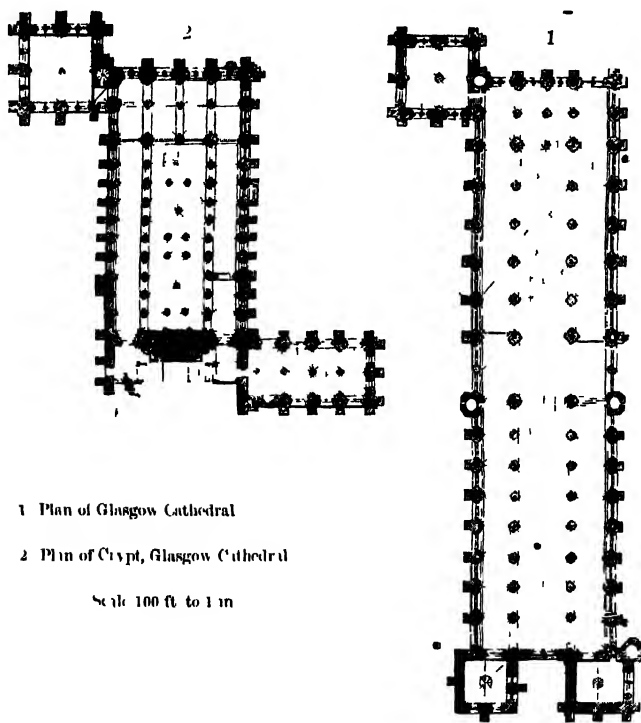 2
1
1 Plan of Glasgow Cathedral
2 Plan of Crypt, Glasgow Cathedral
Scale 100 ft to 1 in